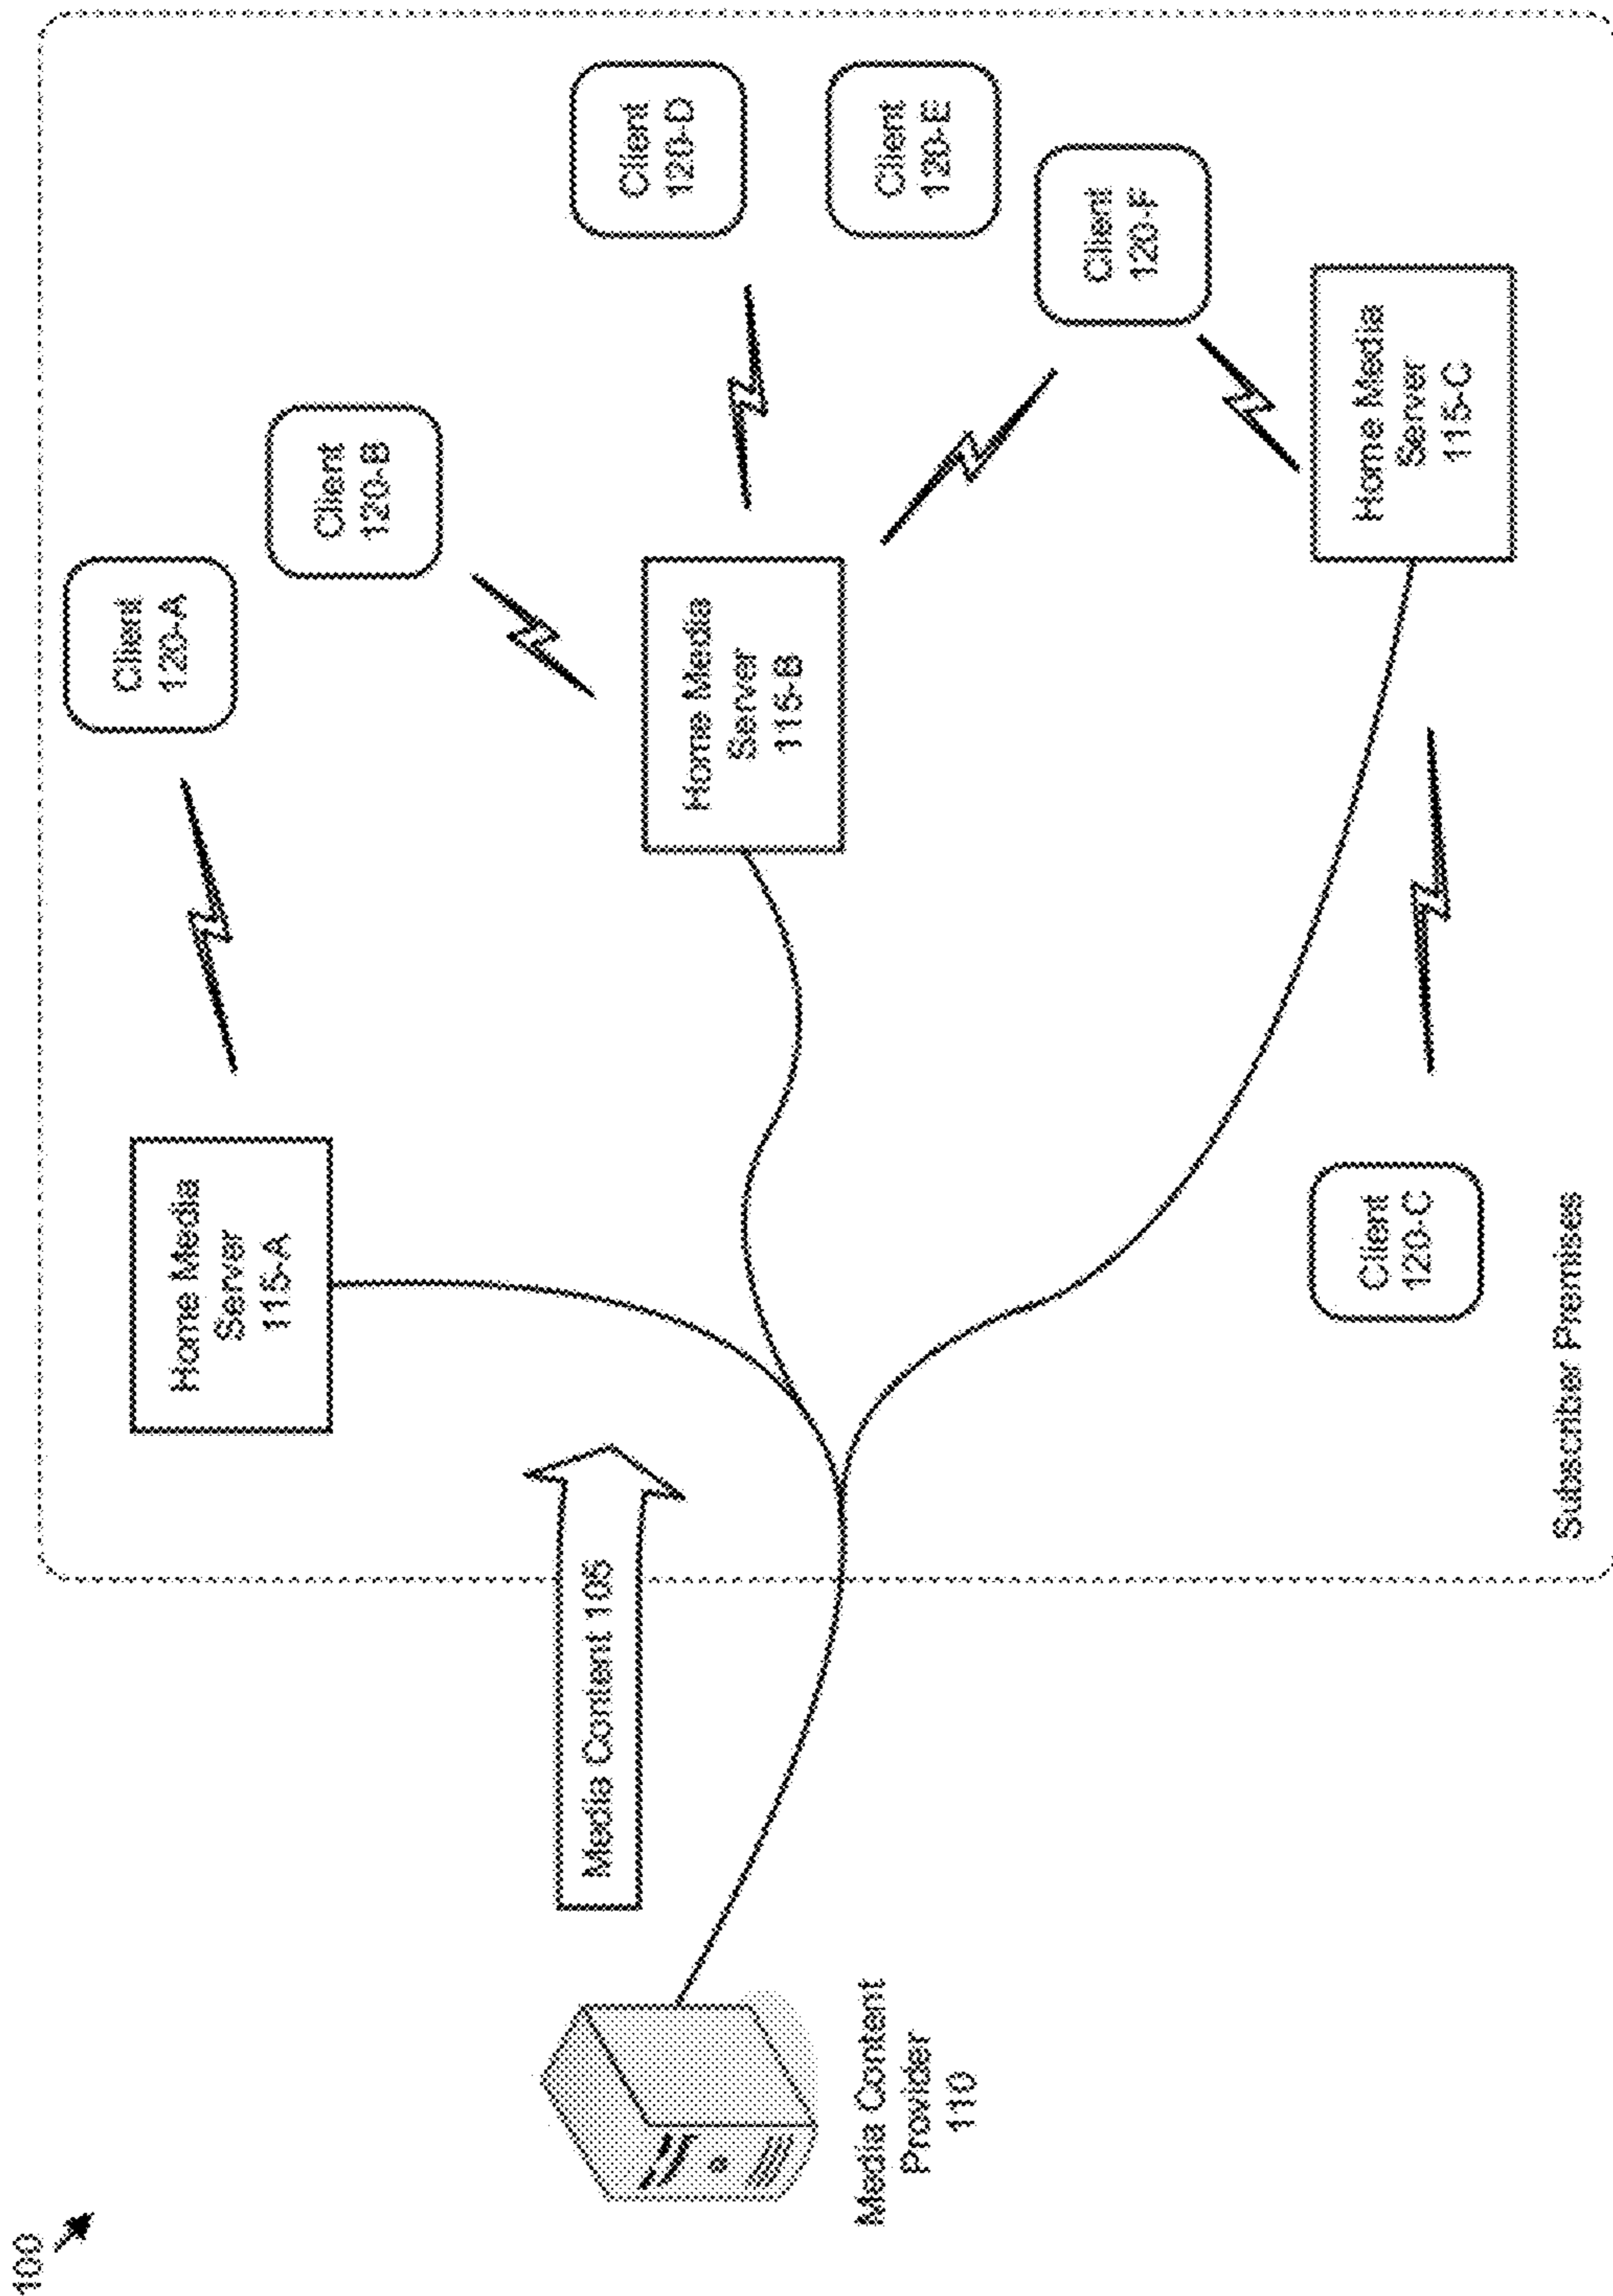 100
Media Content
Provider
110
Media Content 105
Home Media
Server
115-A
Client
120-A
Client
120-B
Home Media
Server
115-B
Client
120-D
Client
120-E
Client
120-F
Home Media
Server
115-C
Client
120-C
Subscriber Premises